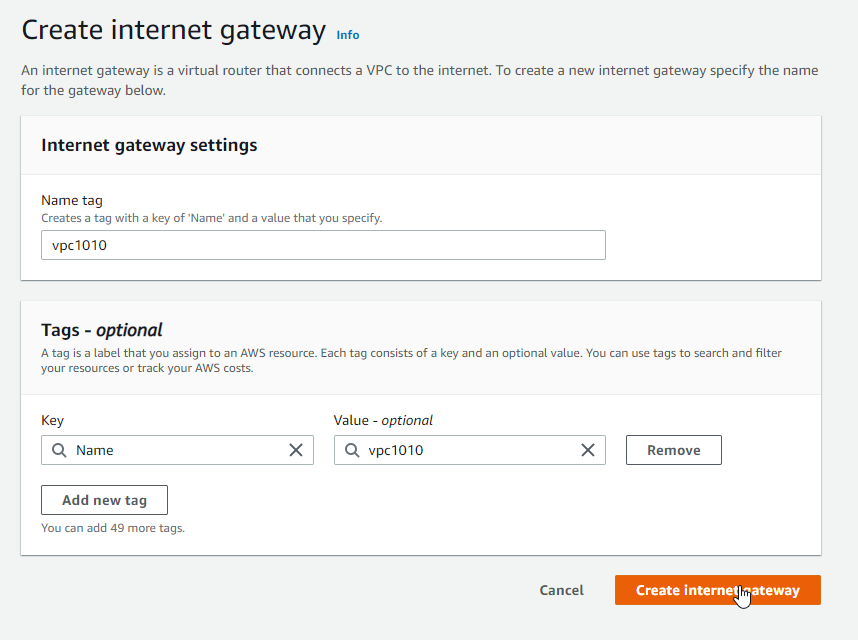 Create internet gateway Info
An internet gateway is a virtual router that connects a VPC to the internet. To create a new internet gateway specify the name
for the gateway below.
Internet gateway settings
Name tag
Creates a tag with a key of 'Name' and a value that you specify.
vpc1010
Tags - optional
A tag is a label that you assign to an AWS resource. Each tag consists of a key and an optional value. You can use tags to search and filter
your resources or track your AWS costs.
Key Value - optional
Name vpc1010 Remove
Add new tag
You can add 49 more tags.
Cancel Create internet gateway